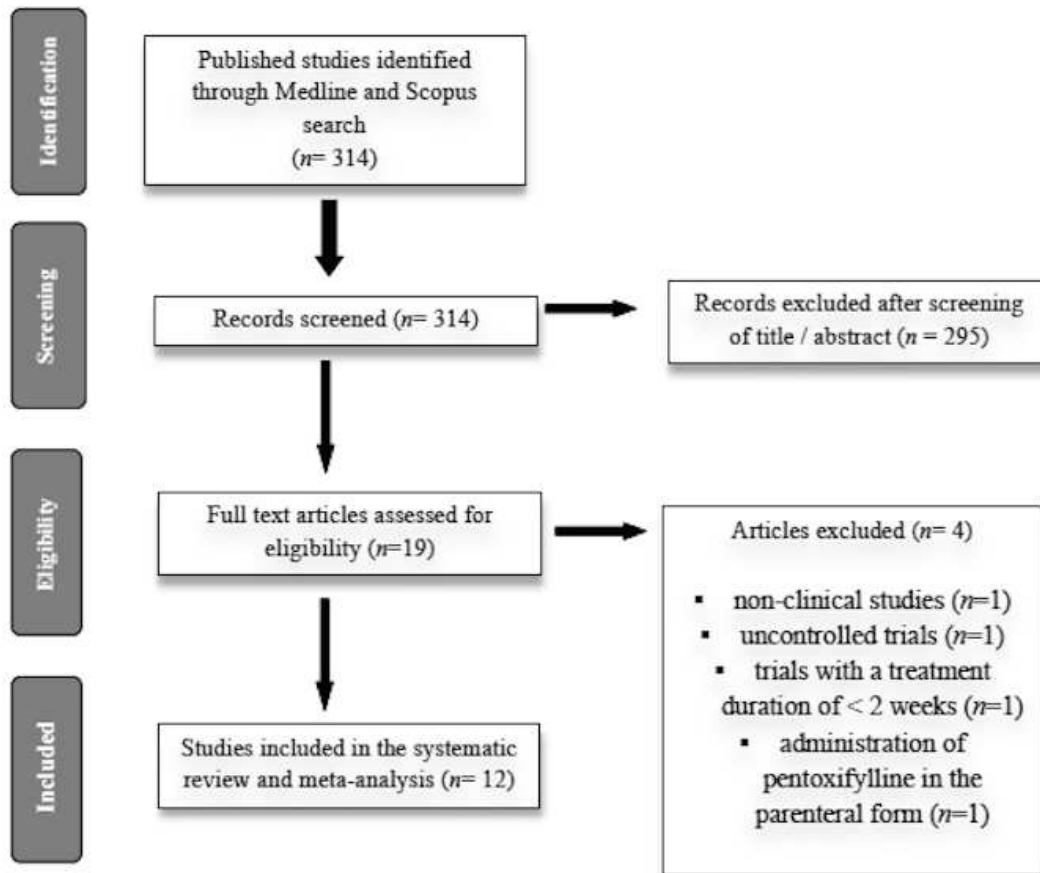 Identification
Published studies identified
through Medline and Scopus
search
(n= 314)
Screening
Records screened (n= 314)
Records excluded after screening
of title / abstract (n = 295)
Eligibility
Full text articles assessed for
eligibility (n=19)
Articles excluded (n= 4)
▪ non-clinical studies (n=1)
▪ uncontrolled trials (n=1)
▪ trials with a treatment
duration of < 2 weeks (n=1)
▪ administration of
pentoxifylline in the
parenteral form (n=1)
Included
Studies included in the systematic
review and meta-analysis (n= 12)